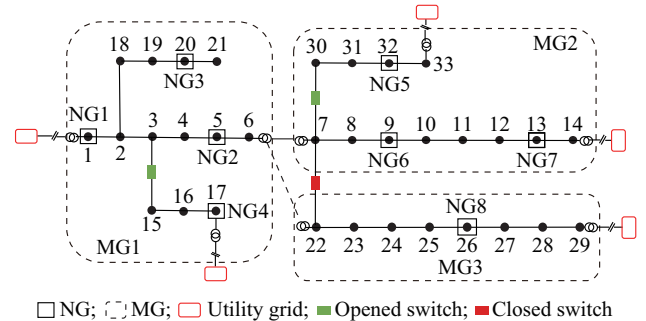 18 19 20 21
NG3
30 31 32 33
NG5
MG2
NG1
1 2 3 4 5 6
NG2
7 8 9 10 11 12 13 14
NG6 NG7
17
16 NG4
15
MG1
NG8
22 23 24 25 26 27 28 29
MG3
NG; MG; Utility grid; Opened switch; Closed switch